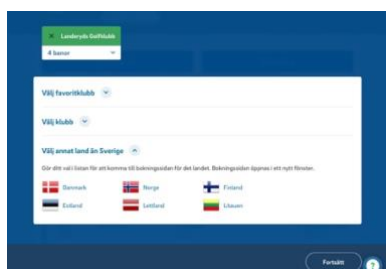 × Landeryds Golfklubb
4 banor
Välj favoritklubb
Välj klubb
Välj annat land än Sverige
Gör ditt val i listan för att komma till bokningssidan för det landet. Bokningssidan öppnas i ett nytt fönster.
Danmark Norge Finland
Estland Lettland Litauen
Fortsätt
?